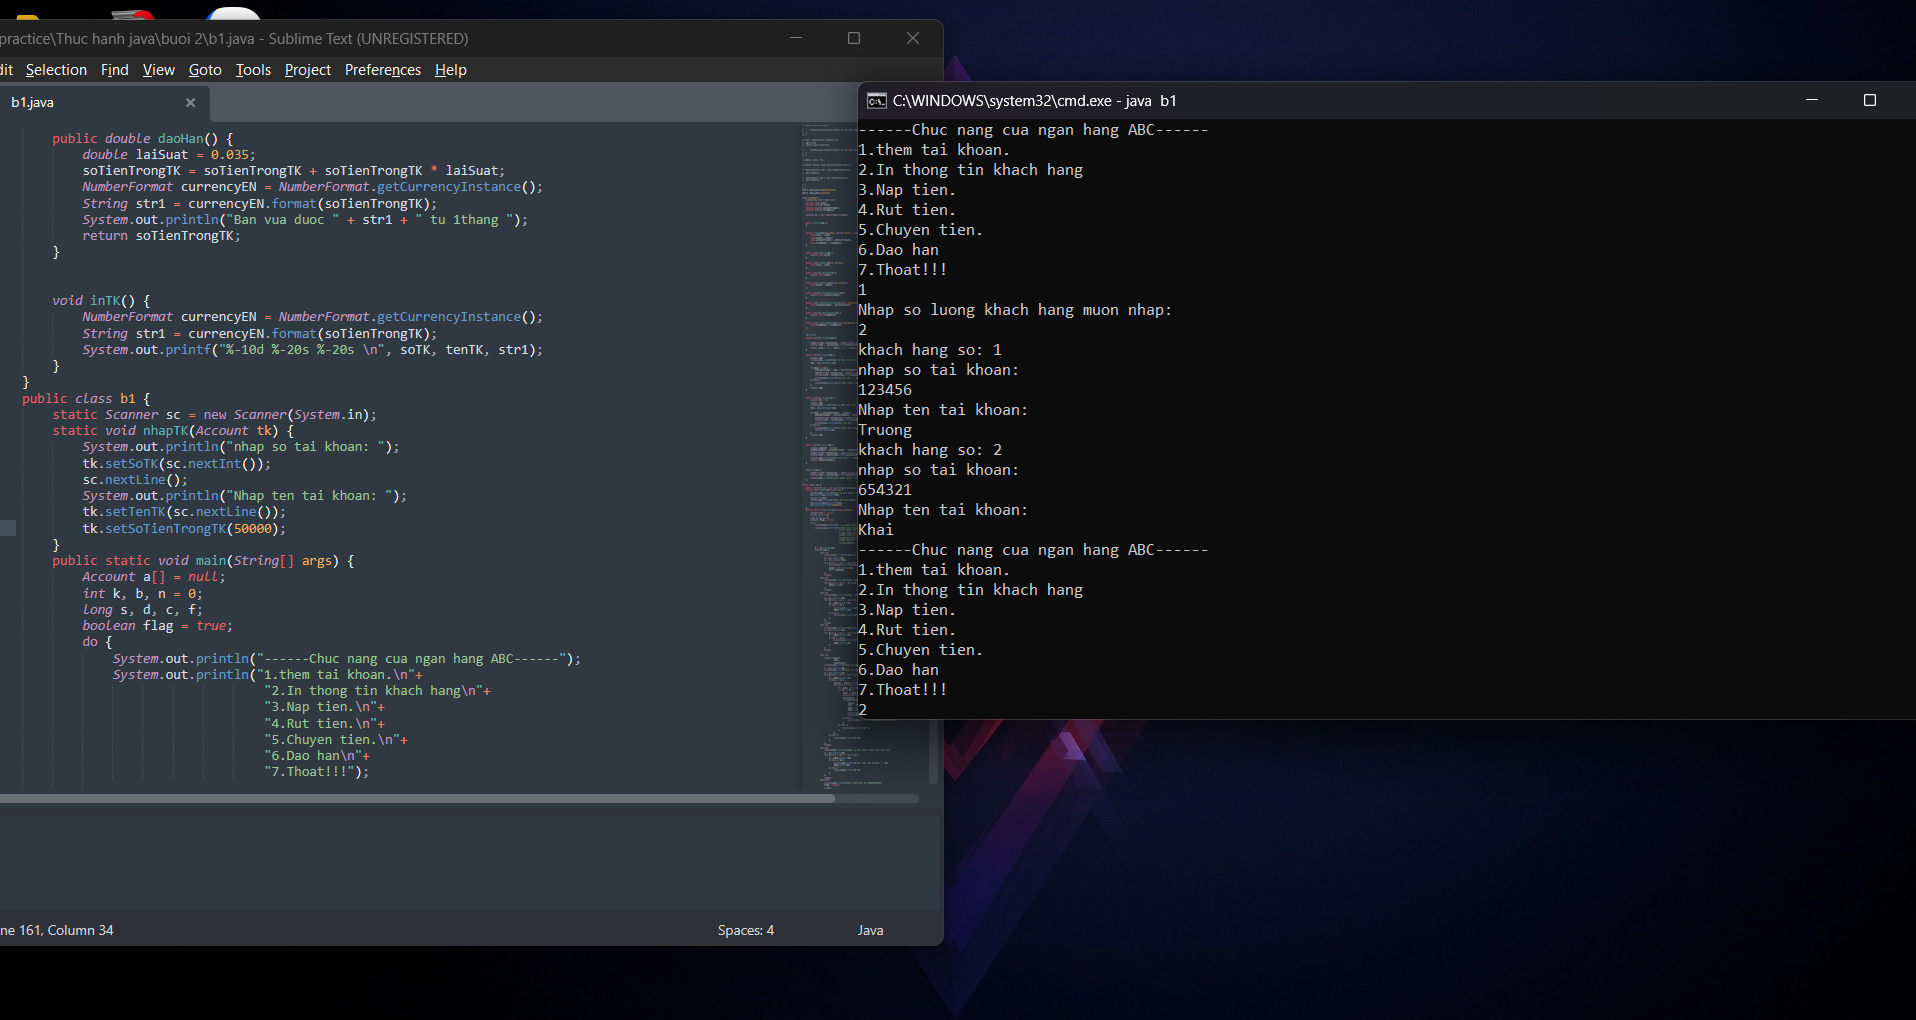 practice\Thuc hanh java\buoi 2\b1.java - Sublime Text (UNREGISTERED)
dit Selection Find View Goto Tools Project Preferences Help
b1.java
public double daoHan() {
double laiSuat = 0.035;
soTienTrongTK = soTienTrongTK + soTienTrongTK * laiSuat;
NumberFormat currencyEN = NumberFormat.getCurrencyInstance();
String str1 = currencyEN.format(soTienTrongTK);
System.out.println("Ban vua duoc " + str1 + " tu 1thang ");
return soTienTrongTK;
}
void inTK() {
NumberFormat currencyEN = NumberFormat.getCurrencyInstance();
String str1 = currencyEN.format(soTienTrongTK);
System.out.printf("%-10d %-20s %-20s \n", soTK, tenTK, str1);
}
}
public class b1 {
static Scanner sc = new Scanner(System.in);
static void nhapTK(Account tk) {
System.out.println("nhap so tai khoan: ");
tk.setSoTK(sc.nextInt());
sc.nextLine();
System.out.println("Nhap ten tai khoan: ");
tk.setTenTK(sc.nextLine());
tk.setSoTienTrongTK(50000);
}
public static void main(String[] args) {
Account a[] = null;
int k, b, n = 0;
long s, d, c, f;
boolean flag = true;
do {
System.out.println("------Chuc nang cua ngan hang ABC------");
System.out.println("1.them tai khoan.\n"+
"2.In thong tin khach hang\n"+
"3.Nap tien.\n"+
"4.Rut tien.\n"+
"5.Chuyen tien.\n"+
"6.Dao han\n"+
"7.Thoat!!!");
ne 161, Column 34
Spaces: 4
Java
C:\WINDOWS\system32\cmd.exe - java  b1
------Chuc nang cua ngan hang ABC------
1.them tai khoan.
2.In thong tin khach hang
3.Nap tien.
4.Rut tien.
5.Chuyen tien.
6.Dao han
7.Thoat!!!
1
Nhap so luong khach hang muon nhap:
2
khach hang so: 1
nhap so tai khoan:
123456
Nhap ten tai khoan:
Truong
khach hang so: 2
nhap so tai khoan:
654321
Nhap ten tai khoan:
Khai
------Chuc nang cua ngan hang ABC------
1.them tai khoan.
2.In thong tin khach hang
3.Nap tien.
4.Rut tien.
5.Chuyen tien.
6.Dao han
7.Thoat!!!
2